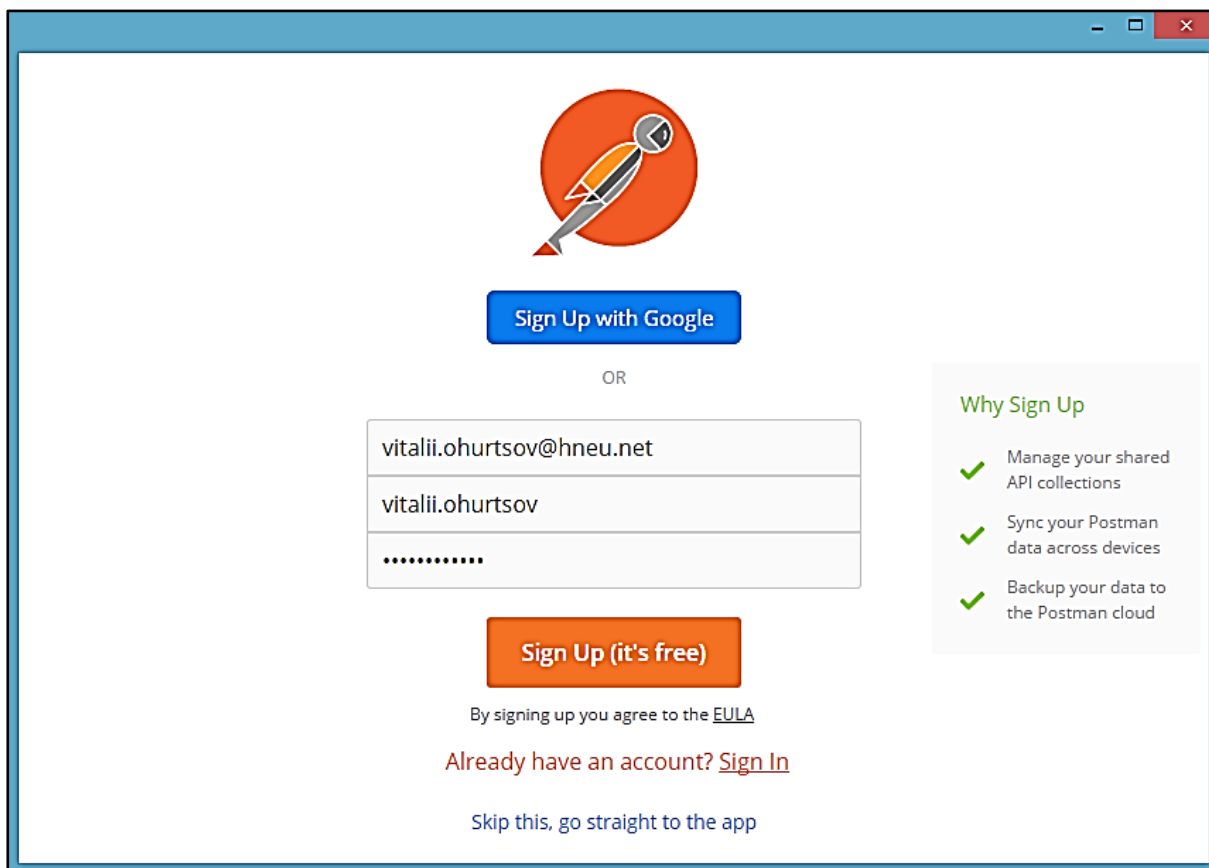 Sign Up with Google
OR
vitalii.ohurtsov@hneu.net
vitalii.ohurtsov
••••••••••••
Sign Up (it's free)
By signing up you agree to the EULA
Already have an account? Sign In
Skip this, go straight to the app
Why Sign Up
Manage your shared
API collections
Sync your Postman
data across devices
Backup your data to
the Postman cloud